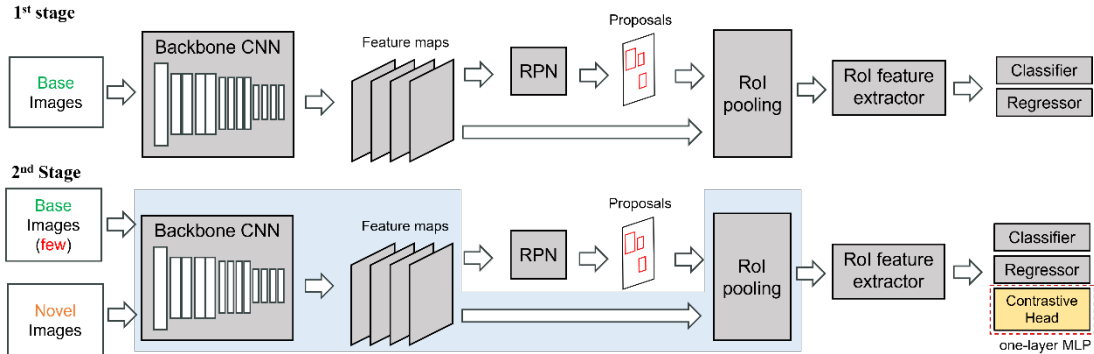 1st stage
Base
Images
Backbone CNN
Feature maps
RPN
Proposals
RoI
pooling
RoI feature
extractor
Classifier
Regressor
2nd Stage
Base
Images
(few)
Novel
Images
Backbone CNN
Feature maps
RPN
Proposals
RoI
pooling
RoI feature
extractor
Classifier
Regressor
Contrastive
Head
one-layer MLP